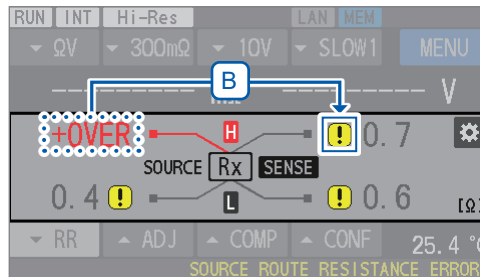 RUN INT Hi-Res LAN MEM
ΩV 300mΩ 10V SLOW1 MENU
B
---- ---- V
+OVER H ! 0.7
SOURCE Rx SENSE
0.4 ! L ! 0.6
[Ω]
RR ADJ COMP CONF 25.4 °C
SOURCE ROUTE RESISTANCE ERROR